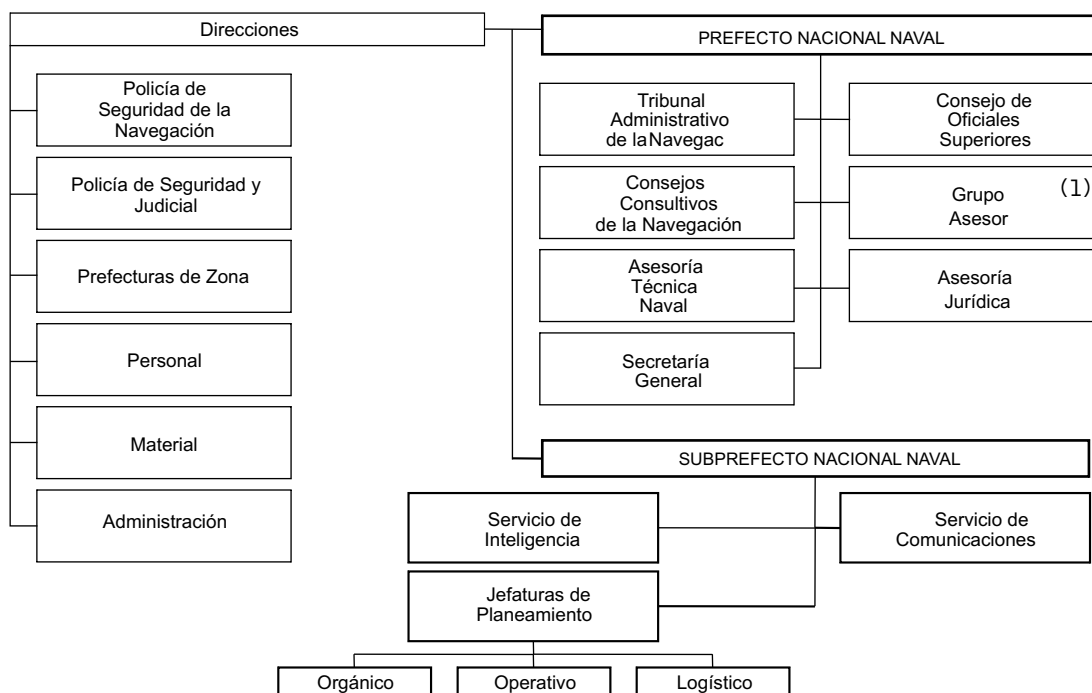 Direcciones
Policía de
Seguridad de la
Navegación
Policía de Seguridad y
Judicial
Prefecturas de Zona
Personal
Material
Administración
PREFECTO NACIONAL NAVAL
Tribunal
Administrativo
de la Navegac
Consejo de
Oficiales
Superiores
Consejos
Consultivos
de la Navegación
Grupo
Asesor
(1)
Asesoría
Técnica
Naval
Asesoría
Jurídica
Secretaría
General
SUBPREFECTO NACIONAL NAVAL
Servicio de
Inteligencia
Servicio de
Comunicaciones
Jefaturas de
Planeamiento
Orgánico
Operativo
Logístico